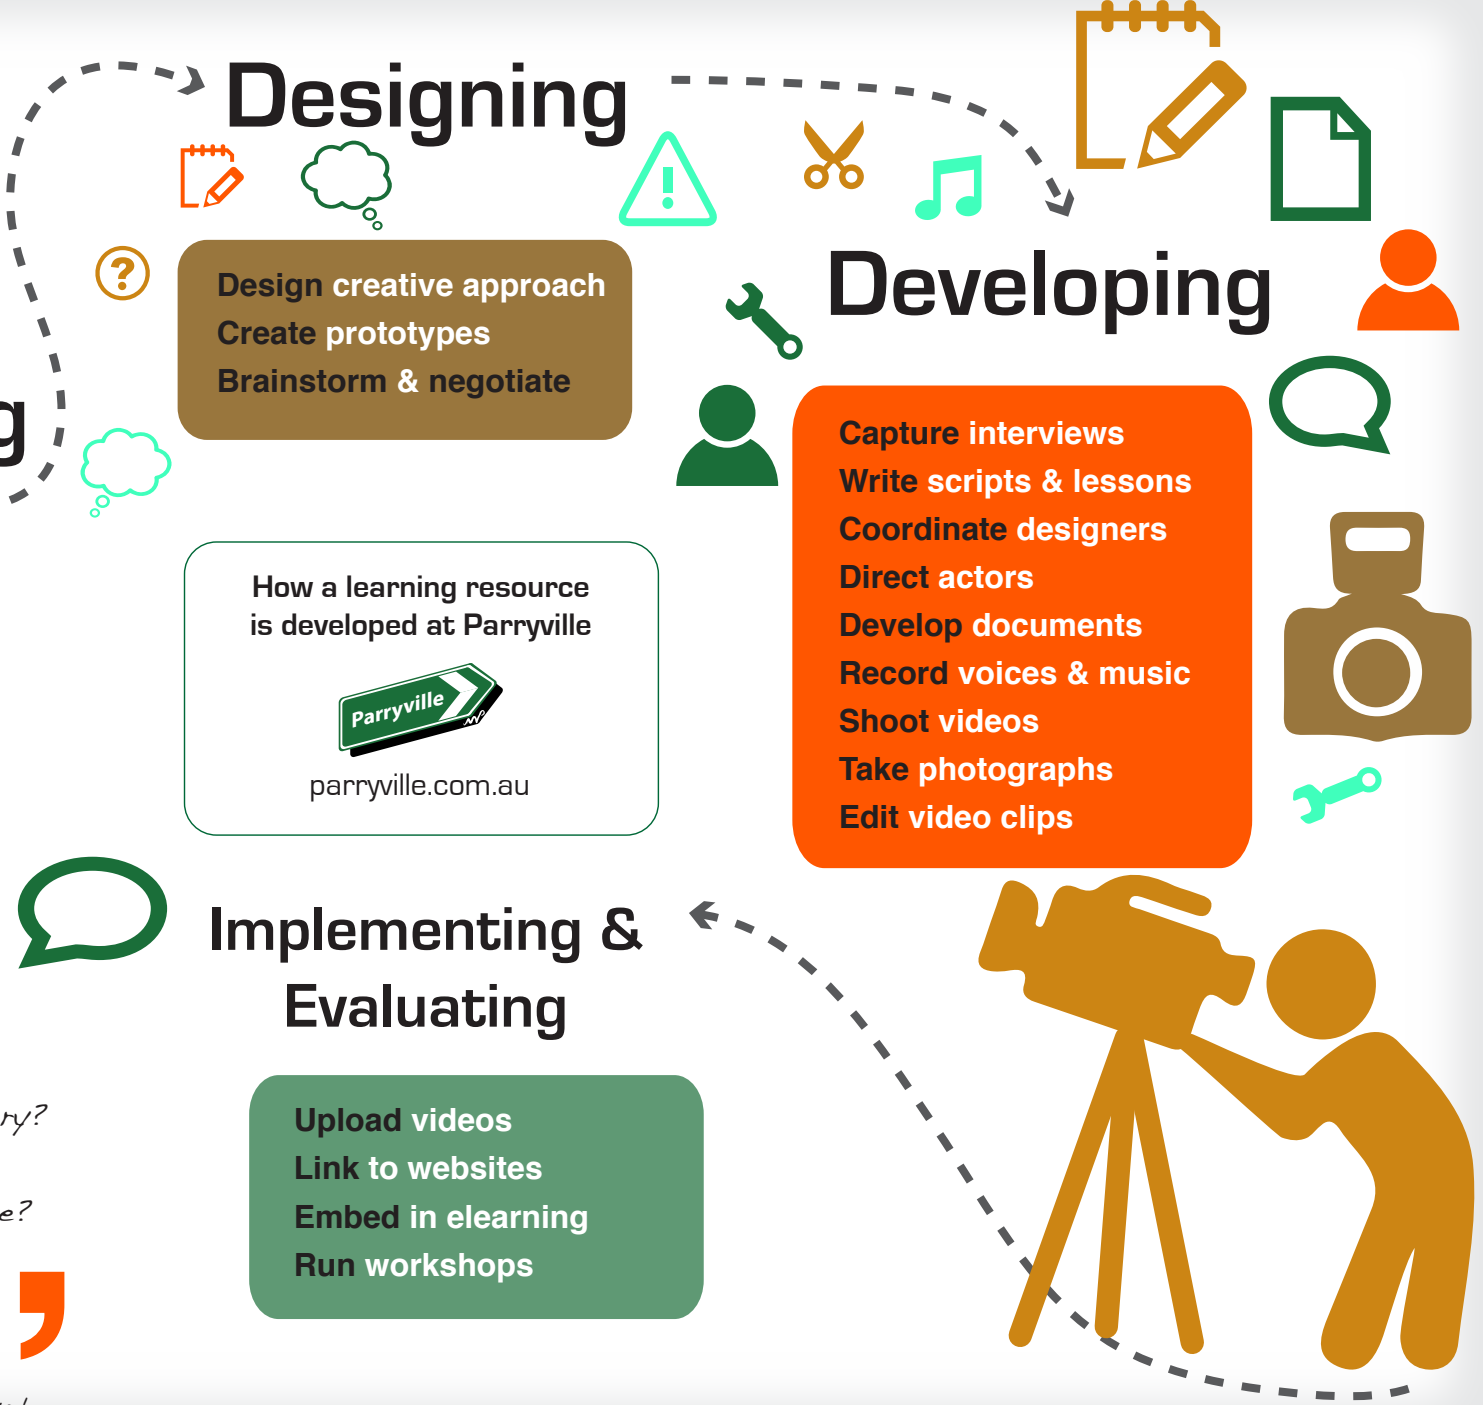 Designing
Design creative approach
Create prototypes
Brainstorm & negotiate
Developing
Capture interviews
Write scripts & lessons
Coordinate designers
Direct actors
Develop documents
Record voices & music
Shoot videos
Take photographs
Edit video clips
How a learning resource
is developed at Parryville
Parryville
parryville.com.au
Implementing &
Evaluating
Upload videos
Link to websites
Embed in elearning
Run workshops